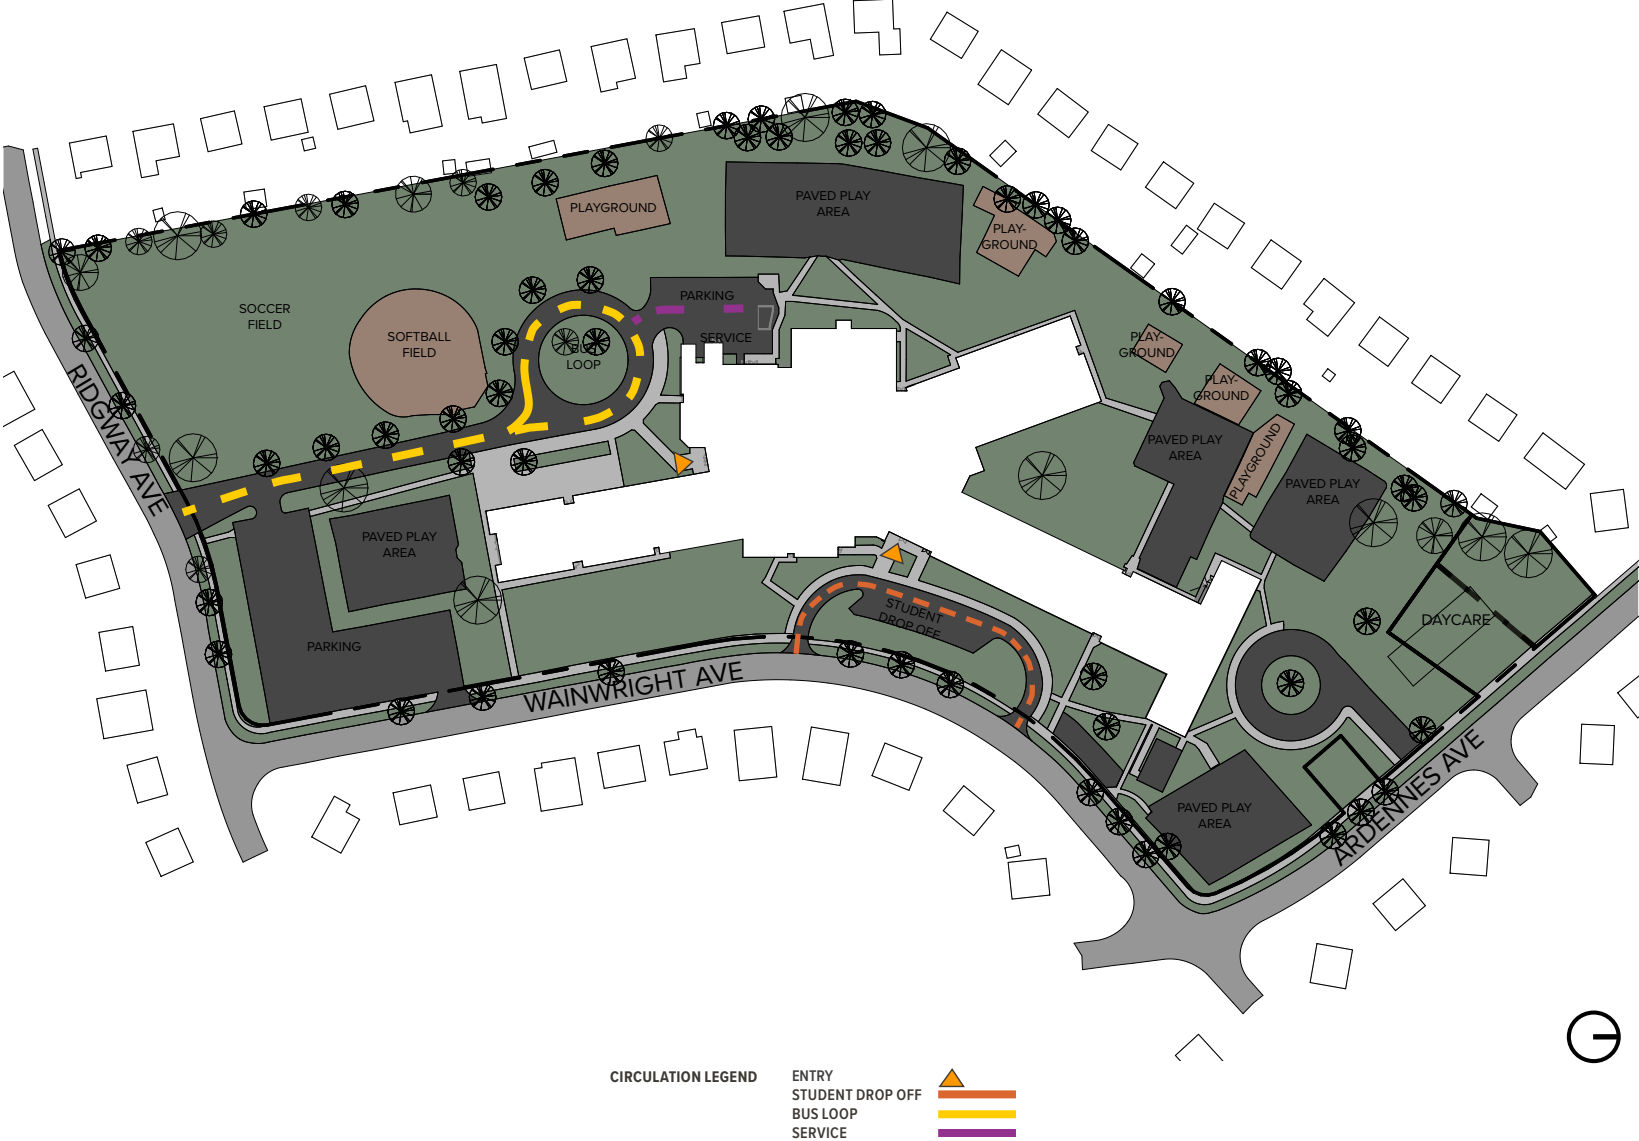 PLAYGROUND
PAVED PLAY
AREA
PLAY-
GROUND
SOCCER
FIELD
SOFTBALL
FIELD
PARKING
SERVICE
BUS
LOOP
PLAY-
GROUND
PLAY-
GROUND
PLAYGROUND
PAVED PLAY
AREA
PAVED PLAY
AREA
RIDGWAY AVE
PAVED PLAY
AREA
PARKING
STUDENT
DROP OFF
DAYCARE
WAINWRIGHT AVE
PAVED PLAY
AREA
ARDENNES AVE
CIRCULATION LEGEND
ENTRY
STUDENT DROP OFF
BUS LOOP
SERVICE